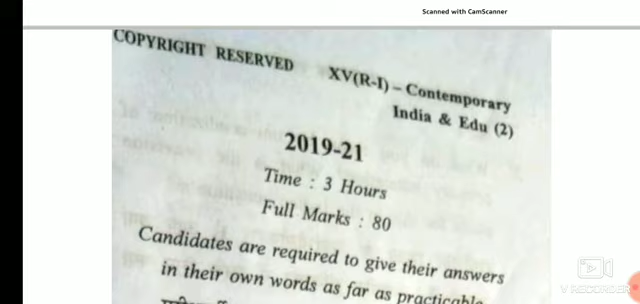 Scanned with CamScanner
COPYRIGHT RESERVED XV(R-I) – Contemporary
India & Edu (2)
2019-21
Time : 3 Hours
Full Marks : 80
Candidates are required to give their answers
in their own words as far as practicable
V RECORDER